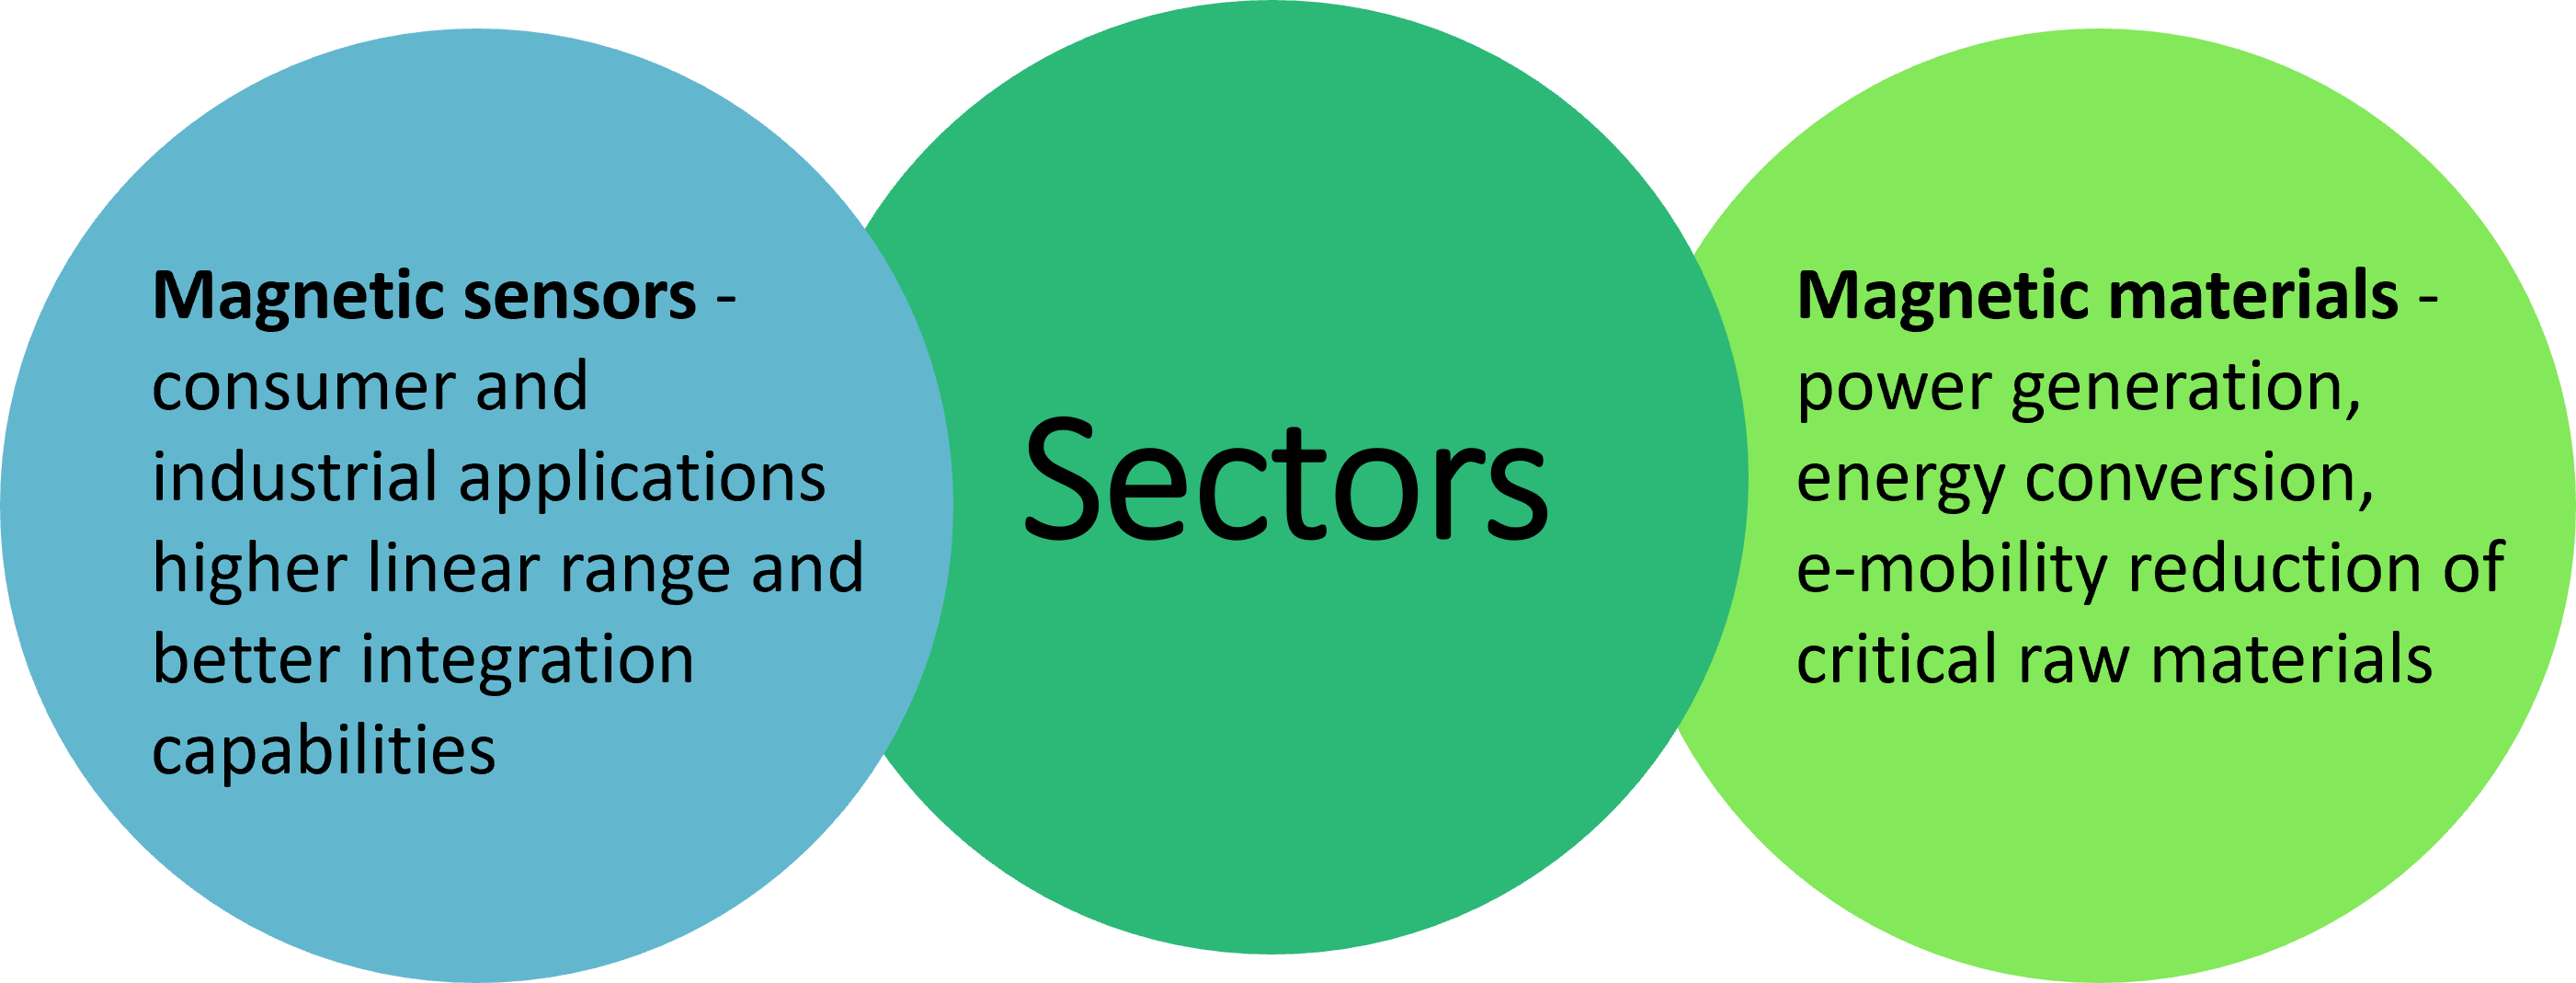 Magnetic sensors -
consumer and
industrial applications
higher linear range and
better integration
capabilities
Sectors
Magnetic materials -
power generation,
energy conversion,
e-mobility reduction of
critical raw materials